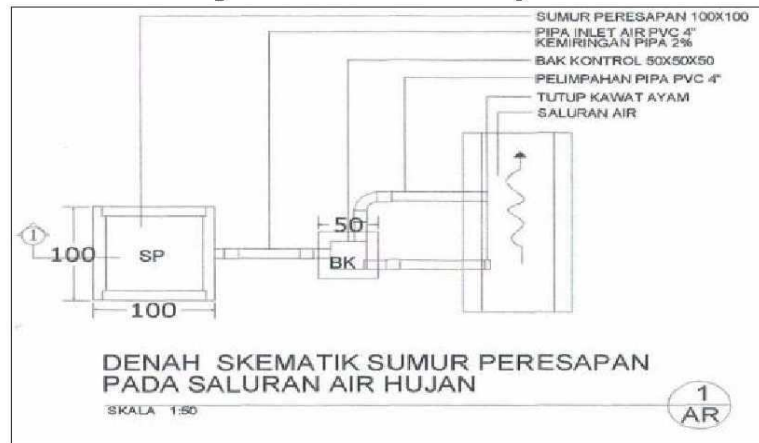 SUMUR PERESAPAN 100X100
PIPA INLET AIR PVC 4"
KEMIRINGAN PIPA 2%
BAK KONTROL 50X50X50
PELIMPAHAN PIPA PVC 4"
TUTUP KAWAT AYAM
SALURAN AIR
50
1
100
SP
BK
100
DENAH SKEMATIK SUMUR PERESAPAN
PADA SALURAN AIR HUJAN
SKALA 1:50
1
AR